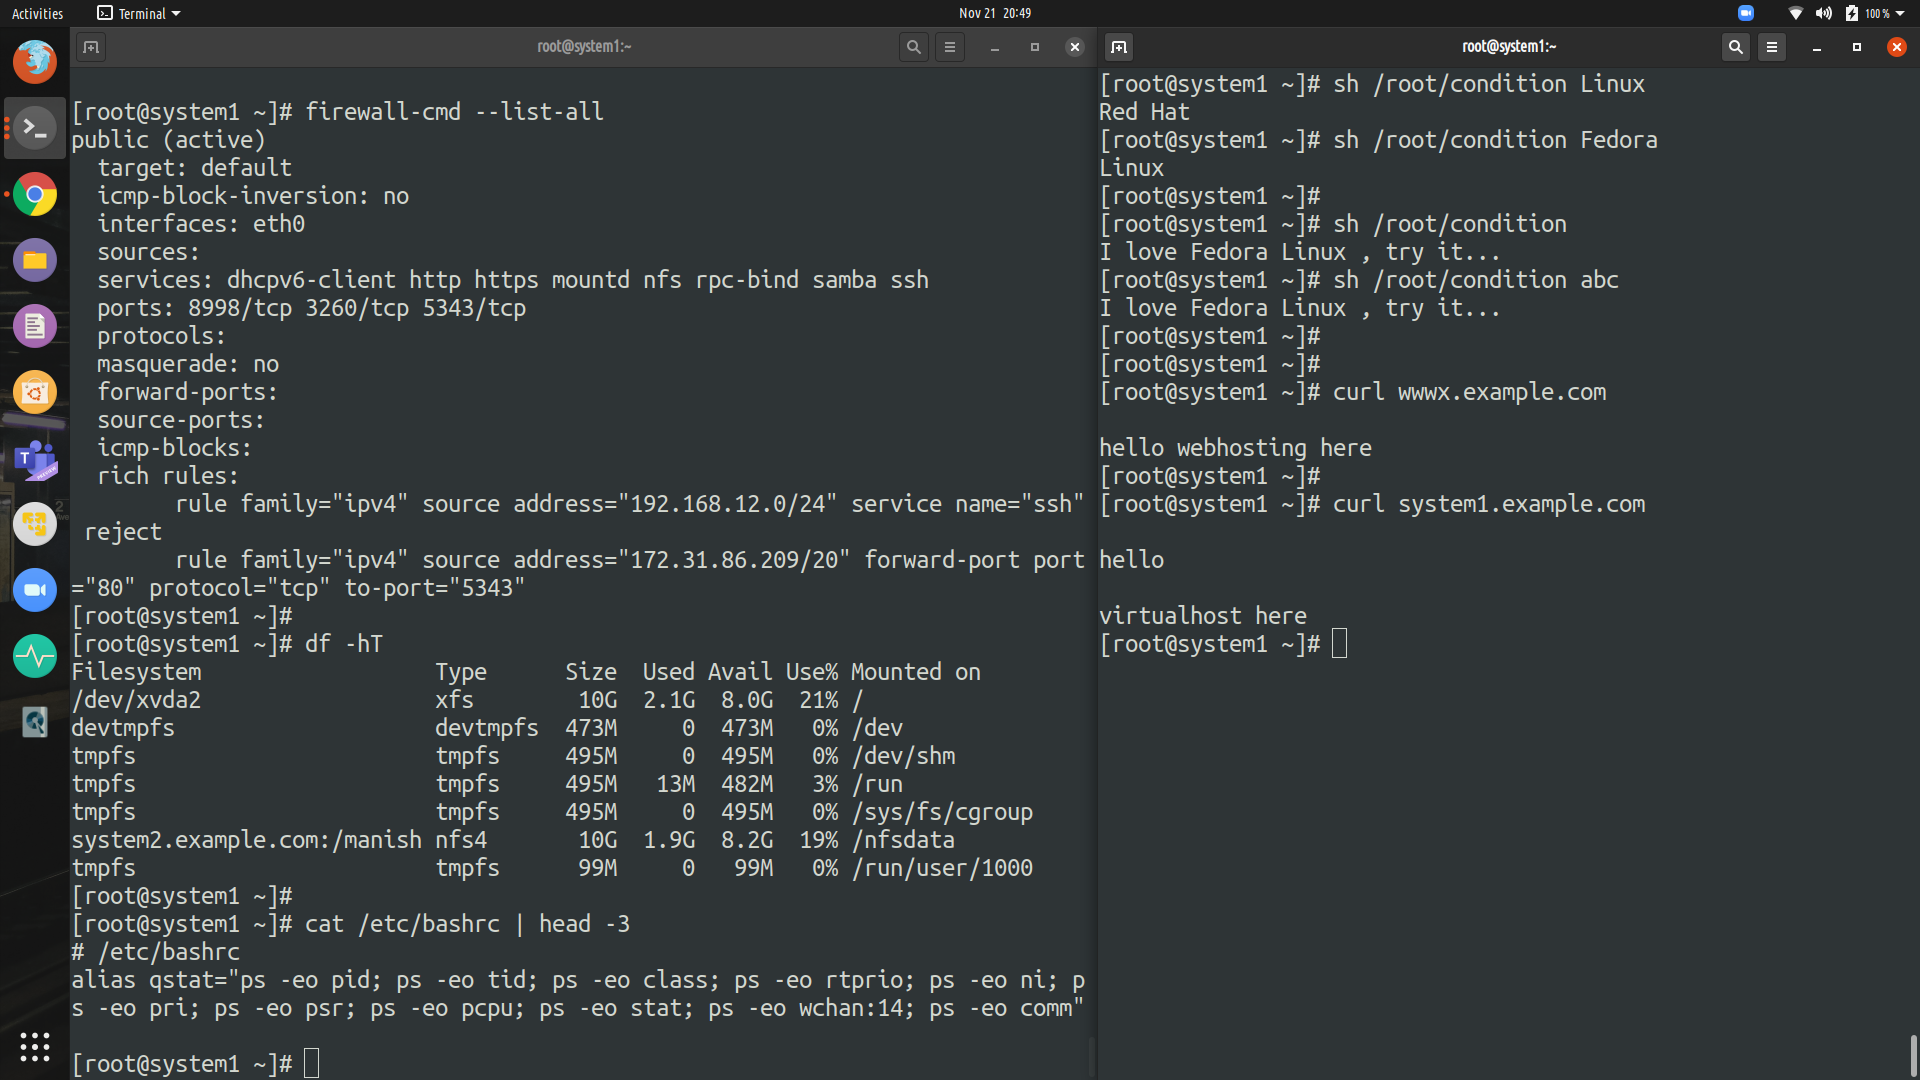 Activities
Terminal
Nov 21 20:49
100 %
root@system1:~
[root@system1 ~]# firewall-cmd --list-all
public (active)
  target: default
  icmp-block-inversion: no
  interfaces: eth0
  sources:
  services: dhcpv6-client http https mountd nfs rpc-bind samba ssh
  ports: 8998/tcp 3260/tcp 5343/tcp
  protocols:
  masquerade: no
  forward-ports:
  source-ports:
  icmp-blocks:
  rich rules:
        rule family="ipv4" source address="192.168.12.0/24" service name="ssh"
 reject
        rule family="ipv4" source address="172.31.86.209/20" forward-port port
="80" protocol="tcp" to-port="5343"
[root@system1 ~]#
[root@system1 ~]# df -hT
Filesystem                  Type      Size  Used Avail Use% Mounted on
/dev/xvda2                  xfs        10G  2.1G  8.0G  21% /
devtmpfs                    devtmpfs  473M     0  473M   0% /dev
tmpfs                       tmpfs     495M     0  495M   0% /dev/shm
tmpfs                       tmpfs     495M   13M  482M   3% /run
tmpfs                       tmpfs     495M     0  495M   0% /sys/fs/cgroup
system2.example.com:/manish nfs4       10G  1.9G  8.2G  19% /nfsdata
tmpfs                       tmpfs      99M     0   99M   0% /run/user/1000
[root@system1 ~]#
[root@system1 ~]# cat /etc/bashrc | head -3
# /etc/bashrc
alias qstat="ps -eo pid; ps -eo tid; ps -eo class; ps -eo rtprio; ps -eo ni; p
s -eo pri; ps -eo psr; ps -eo pcpu; ps -eo stat; ps -eo wchan:14; ps -eo comm"
[root@system1 ~]#
root@system1:~
[root@system1 ~]# sh /root/condition Linux
Red Hat
[root@system1 ~]# sh /root/condition Fedora
Linux
[root@system1 ~]#
[root@system1 ~]# sh /root/condition
I love Fedora Linux , try it...
[root@system1 ~]# sh /root/condition abc
I love Fedora Linux , try it...
[root@system1 ~]#
[root@system1 ~]#
[root@system1 ~]# curl wwwx.example.com
hello webhosting here
[root@system1 ~]#
[root@system1 ~]# curl system1.example.com
hello
virtualhost here
[root@system1 ~]#